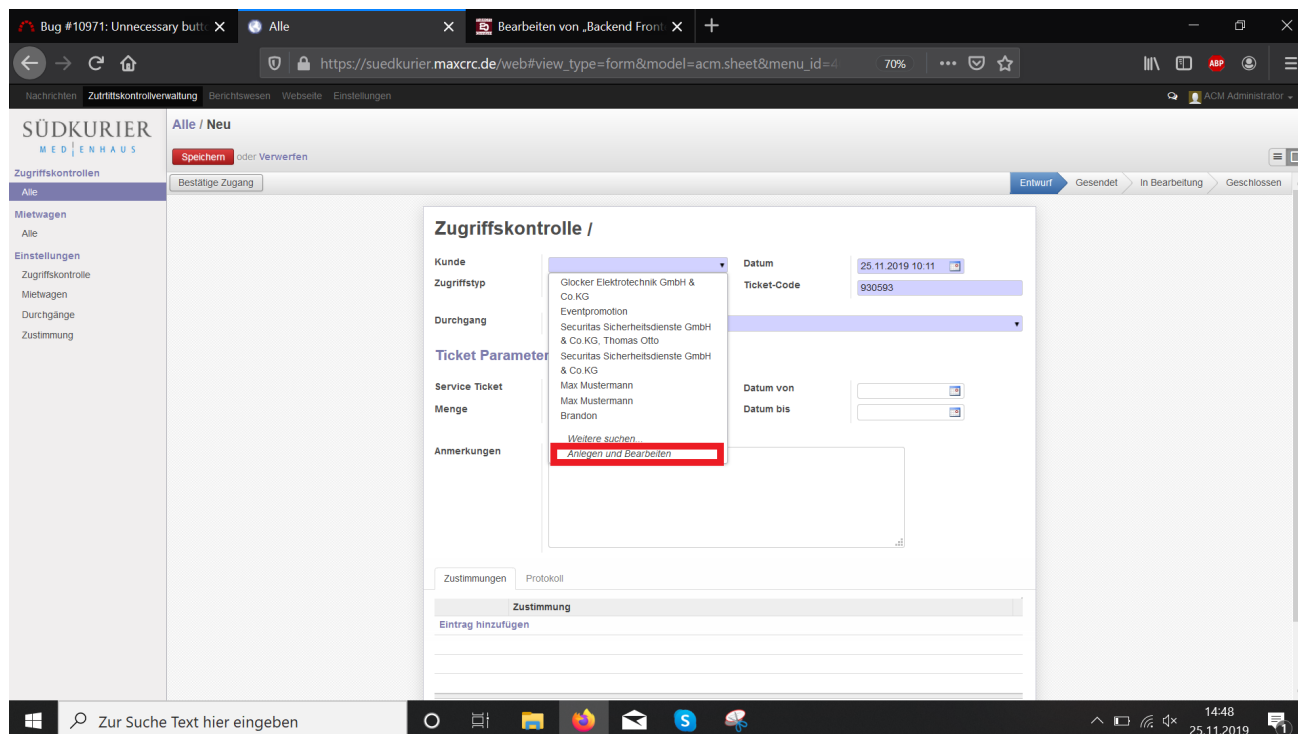 Bug #10971: Unnecessary butto
Alle
Bearbeiten von „Backend Front
https://suedkurier.maxcrc.de/web#view_type=form&model=acm.sheet&menu_id=4
70%
ABP
Nachrichten Zutrtittskontrollverwaltung Berichtswesen Webseite Einstellungen
ACM Administrator
SÜDKURIER
MEDIENHAUS
Alle / Neu
Speichern oder Verwerfen
Zugriffskontrollen
Alle
Mietwagen
Alle
Einstellungen
Zugriffskontrolle
Mietwagen
Durchgänge
Zustimmung
Bestätige Zugang
Entwurf Gesendet In Bearbeitung Geschlossen
Zugriffskontrolle /
Kunde
Datum 25.11.2019 10:11
Zugriffstyp
Ticket-Code 930593
Durchgang
Glocker Elektrotechnik GmbH &
Co.KG
Eventpromotion
Securitas Sicherheitsdienste GmbH
& Co.KG, Thomas Otto
Securitas Sicherheitsdienste GmbH
& Co.KG
Max Mustermann
Max Mustermann
Brandon
Weitere suchen...
Anlegen und Bearbeiten
Ticket Parameter
Service Ticket
Datum von
Menge
Datum bis
Anmerkungen
Zustimmungen Protokoll
Zustimmung
Eintrag hinzufügen
Zur Suche Text hier eingeben
14:48
25.11.2019